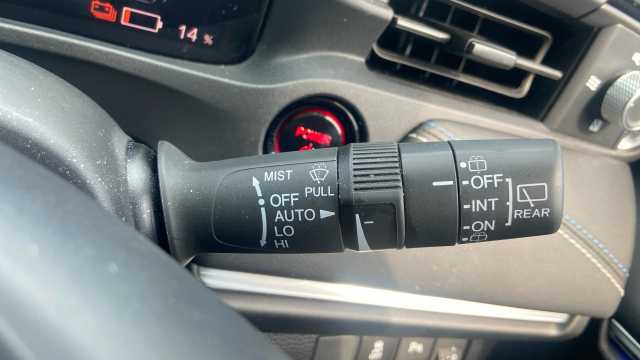 14 %
MIST
PULL
OFF
AUTO
LO
HI
OFF
INT
ON
REAR